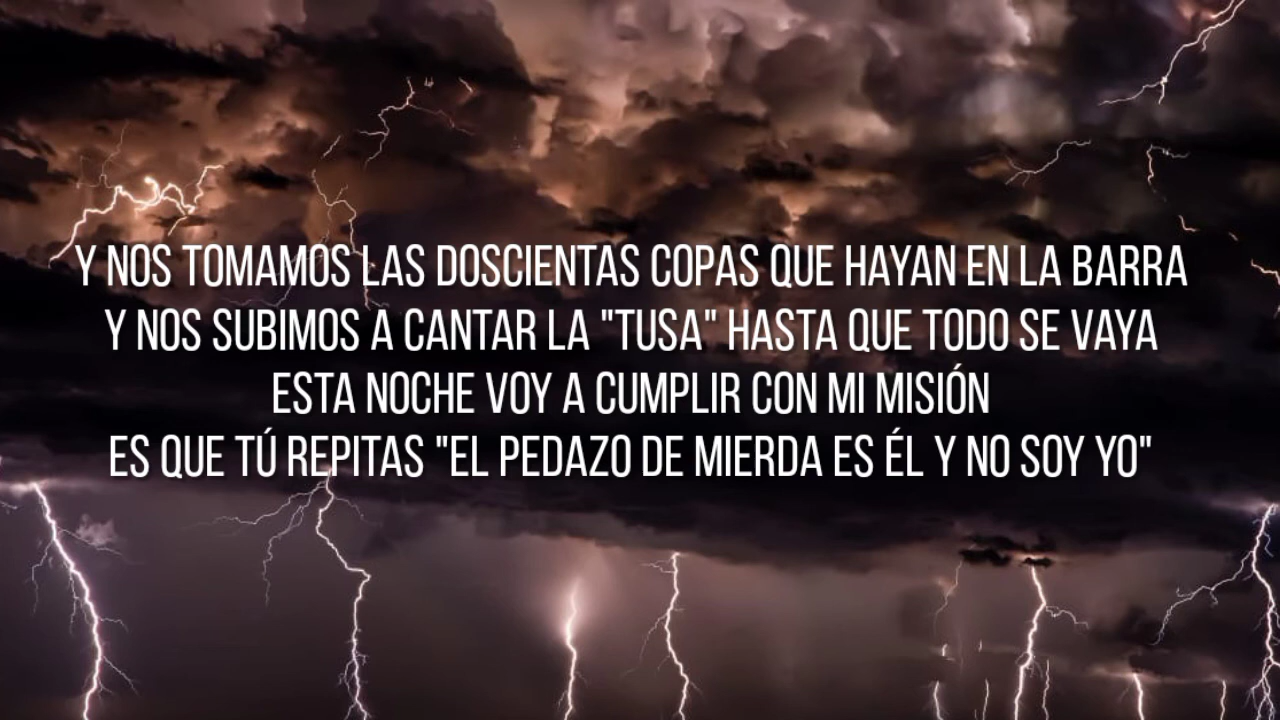 Y NOS TOMAMOS LAS DOSCIENTAS COPAS QUE HAYAN EN LA BARRA
Y NOS SUBIMOS A CANTAR LA "TUSA" HASTA QUE TODO SE VAYA
ESTA NOCHE VOY A CUMPLIR CON MI MISIÓN
ES QUE TÚ REPITAS "EL PEDAZO DE MIERDA ES ÉL Y NO SOY YO"